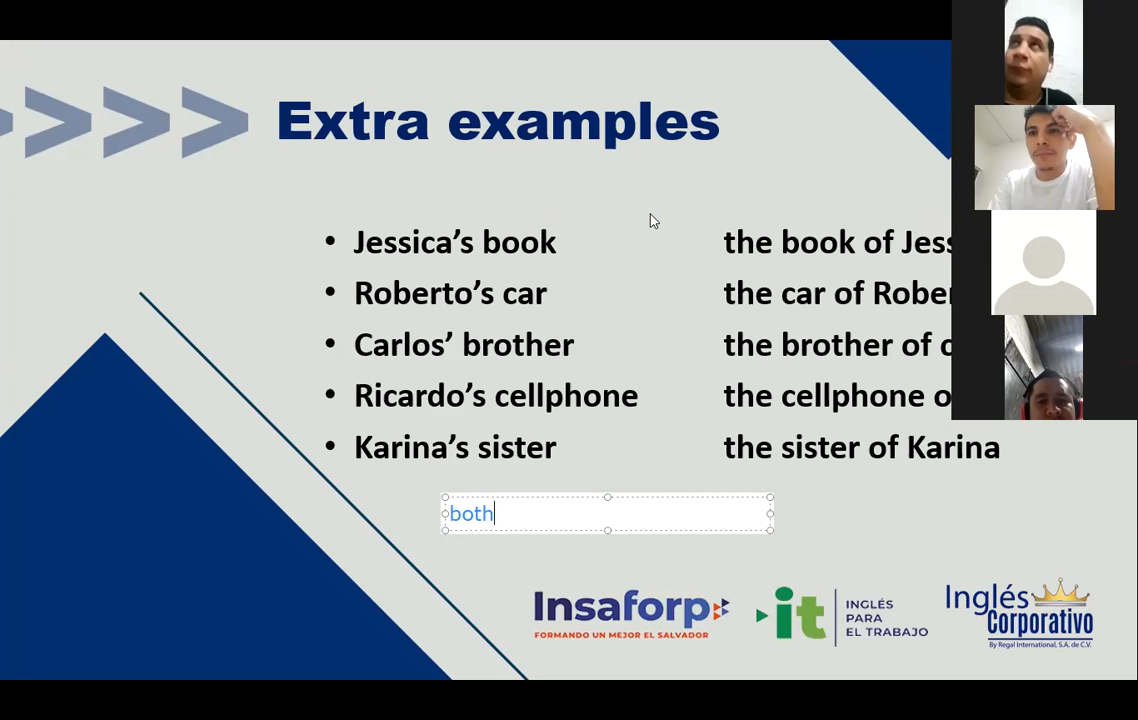 Extra examples
• Jessica’s book the book of Jess
• Roberto’s car the car of Rober
• Carlos’ brother the brother of c
• Ricardo’s cellphone the cellphone o
• Karina’s sister the sister of Karina
both
Insaforp
FORMANDO UN MEJOR EL SALVADOR
it
INGLÉS
PARA
EL TRABAJO
Inglés
Corporativo
By Regal International, S.A. de C.V.